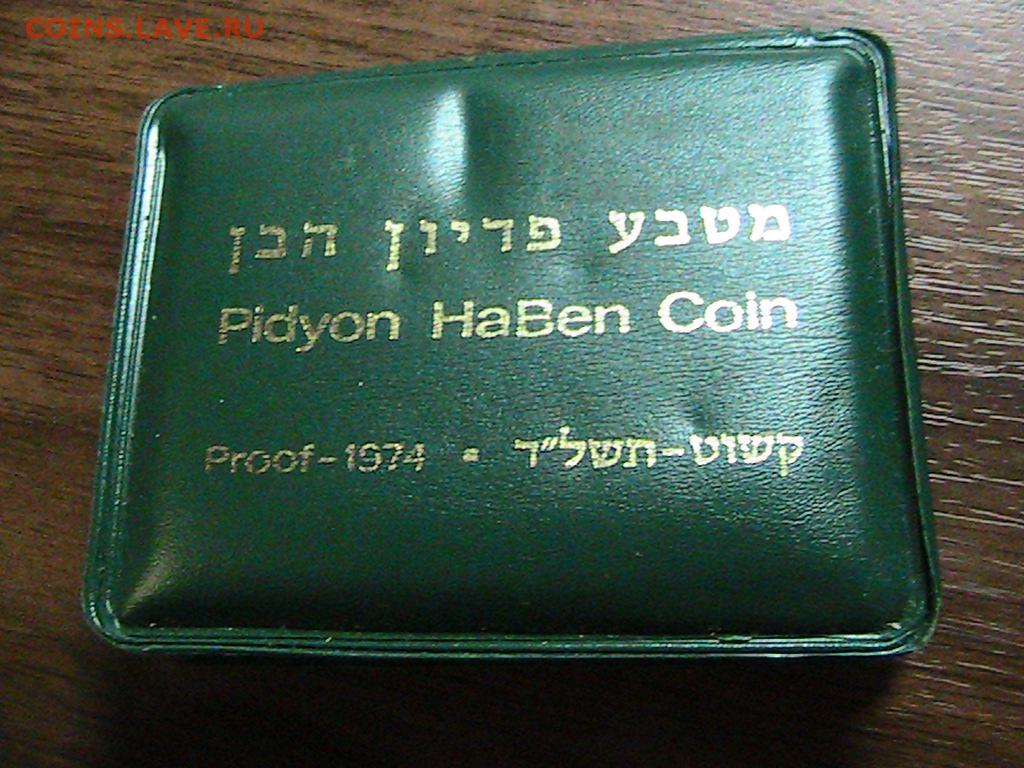 COINS.LAVE.RU
מטבע פדיון הבן
Pidyon HaBen Coin
Proof-1974 • קשוט-תשל״ד